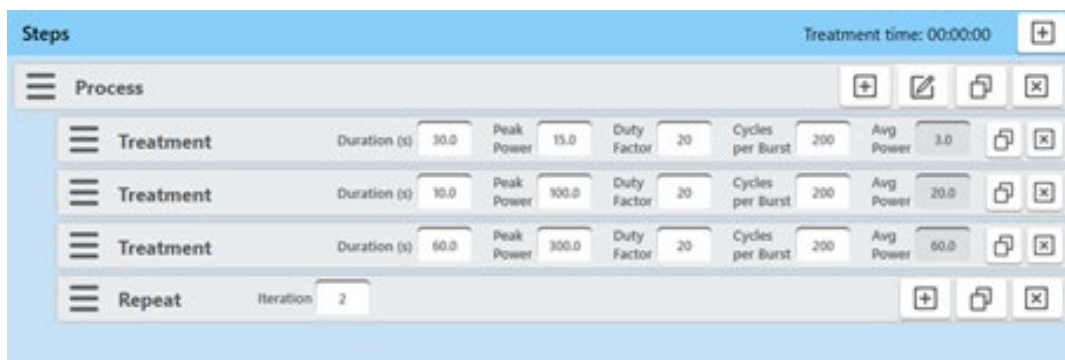 Steps Treatment time: 00:00:00
Process
Treatment Duration (s) 30.0 Peak Power 15.0 Duty Factor 20 Cycles per Burst 200 Avg Power 3.0
Treatment Duration (s) 10.0 Peak Power 100.0 Duty Factor 20 Cycles per Burst 200 Avg Power 20.0
Treatment Duration (s) 60.0 Peak Power 300.0 Duty Factor 20 Cycles per Burst 200 Avg Power 60.0
Repeat Iteration 2